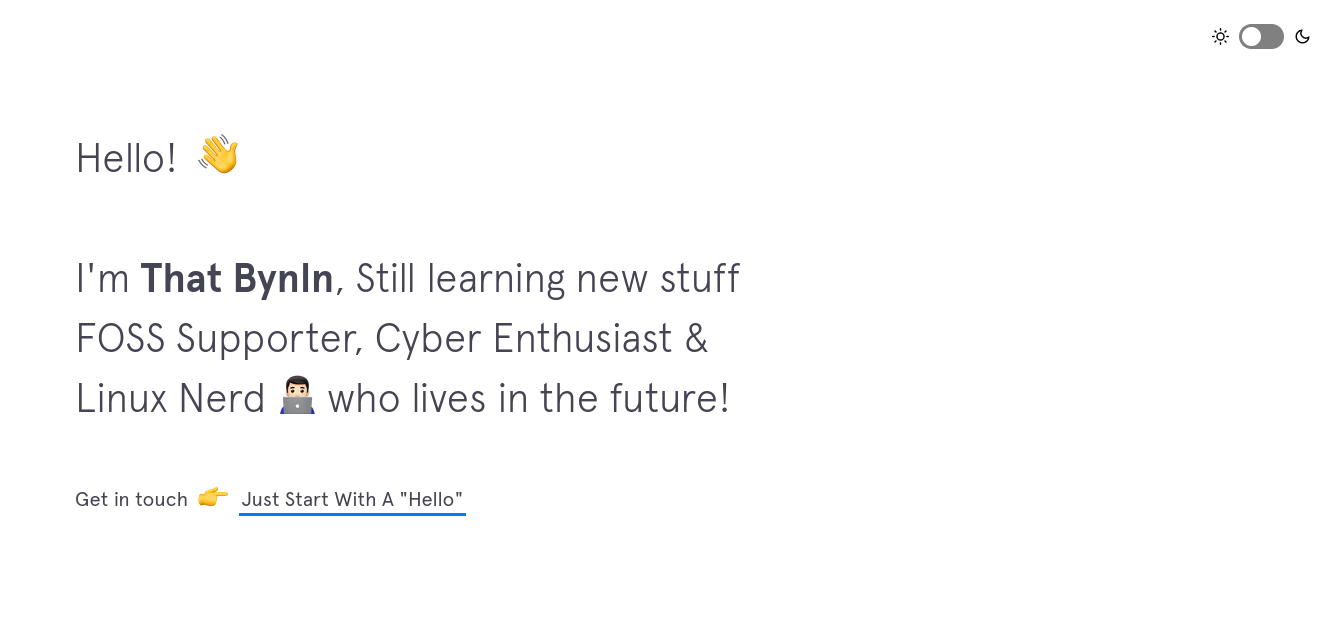 Hello! 👋
I'm That BynIn, Still learning new stuff
FOSS Supporter, Cyber Enthusiast &
Linux Nerd 👨🏻‍💻 who lives in the future!
Get in touch 👉 Just Start With A "Hello"